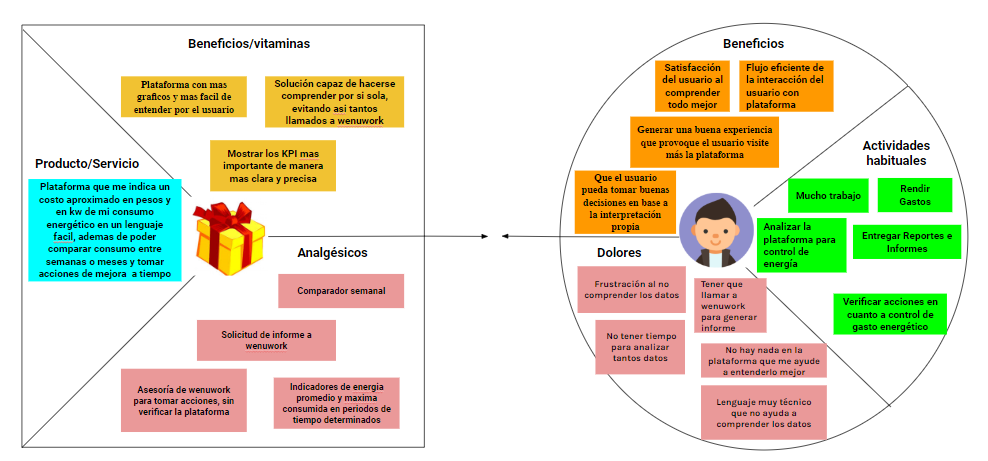 Beneficios/vitaminas
Plataforma con mas
graficos y mas facil de
entender por el usuario
Solución capaz de hacerse
comprender por si sola,
evitando asi tantos
llamados a wenuwork
Mostrar los KPI mas
importante de manera
mas clara y precisa
Producto/Servicio
Plataforma que me indica un
costo aproximado en pesos y
en kw de mi consumo
energético en un lenguaje
facil, ademas de poder
comparar consumo entre
semanas o meses y tomar
acciones de mejora a tiempo
Analgésicos
Comparador semanal
Solicitud de informe a
wenuwork
Asesoría de wenuwork
para tomar acciones, sin
verificar la plataforma
Indicadores de energia
promedio y maxima
consumida en periodos de
tiempo determinados
Beneficios
Satisfacción
del usuario al
comprender
todo mejor
Flujo eficiente de
la interacción del
usuario con
plataforma
Generar una buena experiencia
que provoque el usuario visite
más la plataforma
Que el usuario
pueda tomar buenas
decisiones en base a
la interpretación
propia
Actividades
habituales
Mucho trabajo
Rendir
Gastos
Analizar la
plataforma para
control de
energía
Entregar Reportes e
Informes
Verificar acciones en
cuanto a control de
gasto energético
Dolores
Frustración al no
comprender los datos
Tener que
llamar a
wenuwork
para generar
informe
No tener tiempo
para analizar
tantos datos
No hay nada en la
plataforma que me ayude
a entenderlo mejor
Lenguaje muy técnico
que no ayuda a
comprender los datos